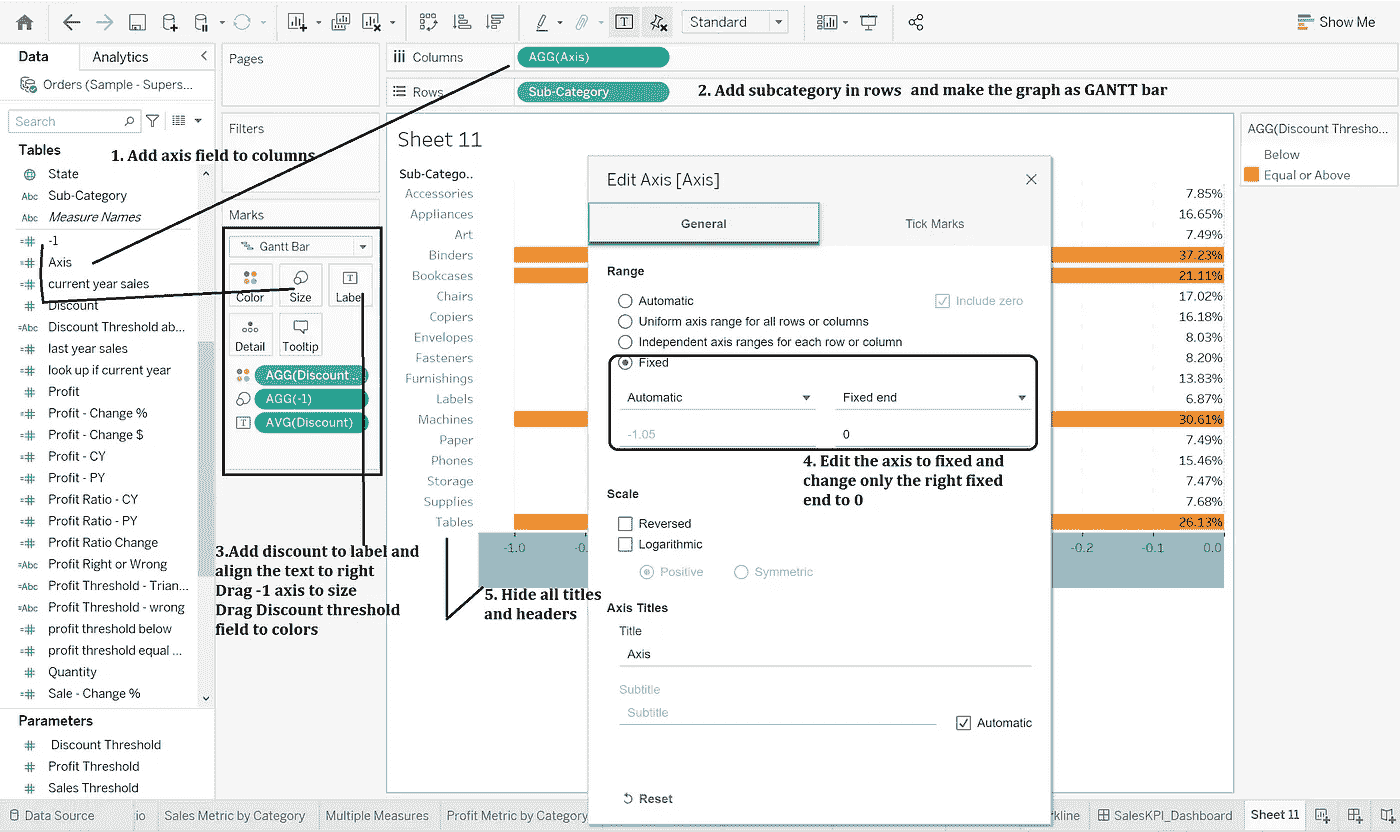 Standard
Show Me
Data
Analytics
Pages
Columns
AGG(Axis)
Orders (Sample - Supers...
Rows
Sub-Category
2. Add subcategory in rows and make the graph as GANTT bar
Search
Filters
Sheet 11
AGG(Discount Thresho...
Below
Equal or Above
Tables
1. Add axis field to columns
State
Abc Sub-Category
Abc Measure Names
-1
Axis
current year sales
Discount
Abc Discount Threshold ab...
last year sales
look up if current year
Profit
Profit - Change %
Profit - Change $
Profit - CY
Profit - PY
Profit Ratio - CY
Profit Ratio - PY
Profit Ratio Change
Abc Profit Right or Wrong
Abc Profit Threshold - Trian...
Abc Profit Threshold - wrong
profit threshold below
profit threshold equal ...
Quantity
Sale - Change %
Parameters
Discount Threshold
Profit Threshold
Sales Threshold
Marks
Gantt Bar
Color
Size
Label
Detail
Tooltip
AGG(Discount...
AGG(-1)
AVG(Discount)
3.Add discount to label and
align the text to right
Drag -1 axis to size
Drag Discount threshold
field to colors
Sub-Catego..
Accessories
Appliances
Art
Binders
Bookcases
Chairs
Copiers
Envelopes
Fasteners
Furnishings
Labels
Machines
Paper
Phones
Storage
Supplies
Tables
7.85%
16.65%
7.49%
37.23%
21.11%
17.02%
16.18%
8.03%
8.20%
13.83%
6.87%
30.61%
7.49%
15.46%
7.47%
7.68%
26.13%
-1.0
-0.2
-0.1
0.0
5. Hide all titles
and headers
Edit Axis [Axis]
General
Tick Marks
Range
Automatic
Include zero
Uniform axis range for all rows or columns
Independent axis ranges for each row or column
Fixed
Automatic
Fixed end
-1.05
0
4. Edit the axis to fixed and
change only the right fixed
end to 0
Scale
Reversed
Logarithmic
Positive
Symmetric
Axis Titles
Title
Axis
Subtitle
Subtitle
Automatic
Reset
Data Source
io
Sales Metric by Category
Multiple Measures
Profit Metric by Category
rkline
SalesKPI_Dashboard
Sheet 11